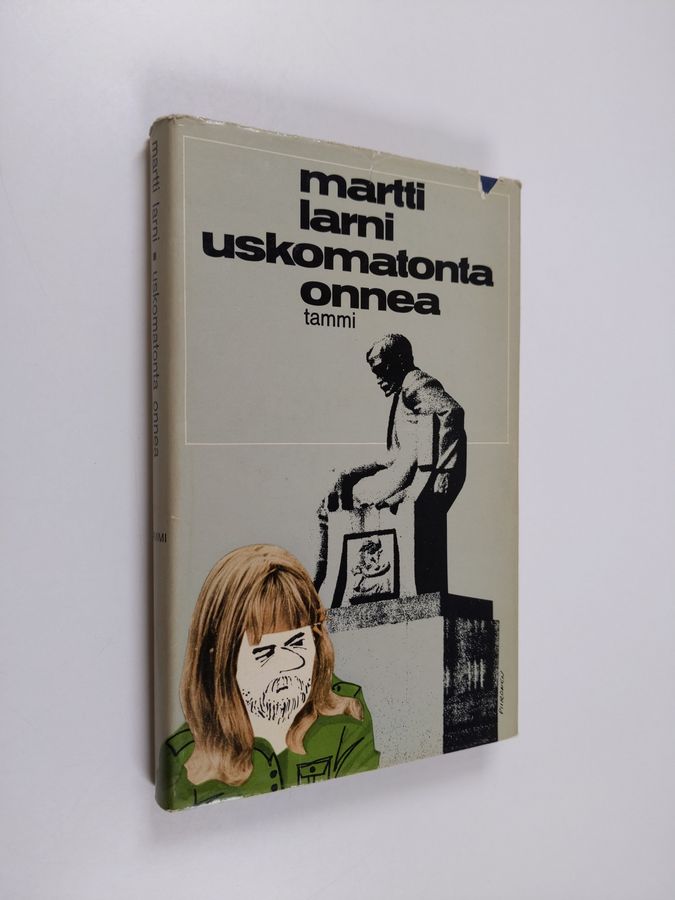 martti
larni
uskomatonta
onnea
tammi
martti larni ▪ uskomatonta onnea